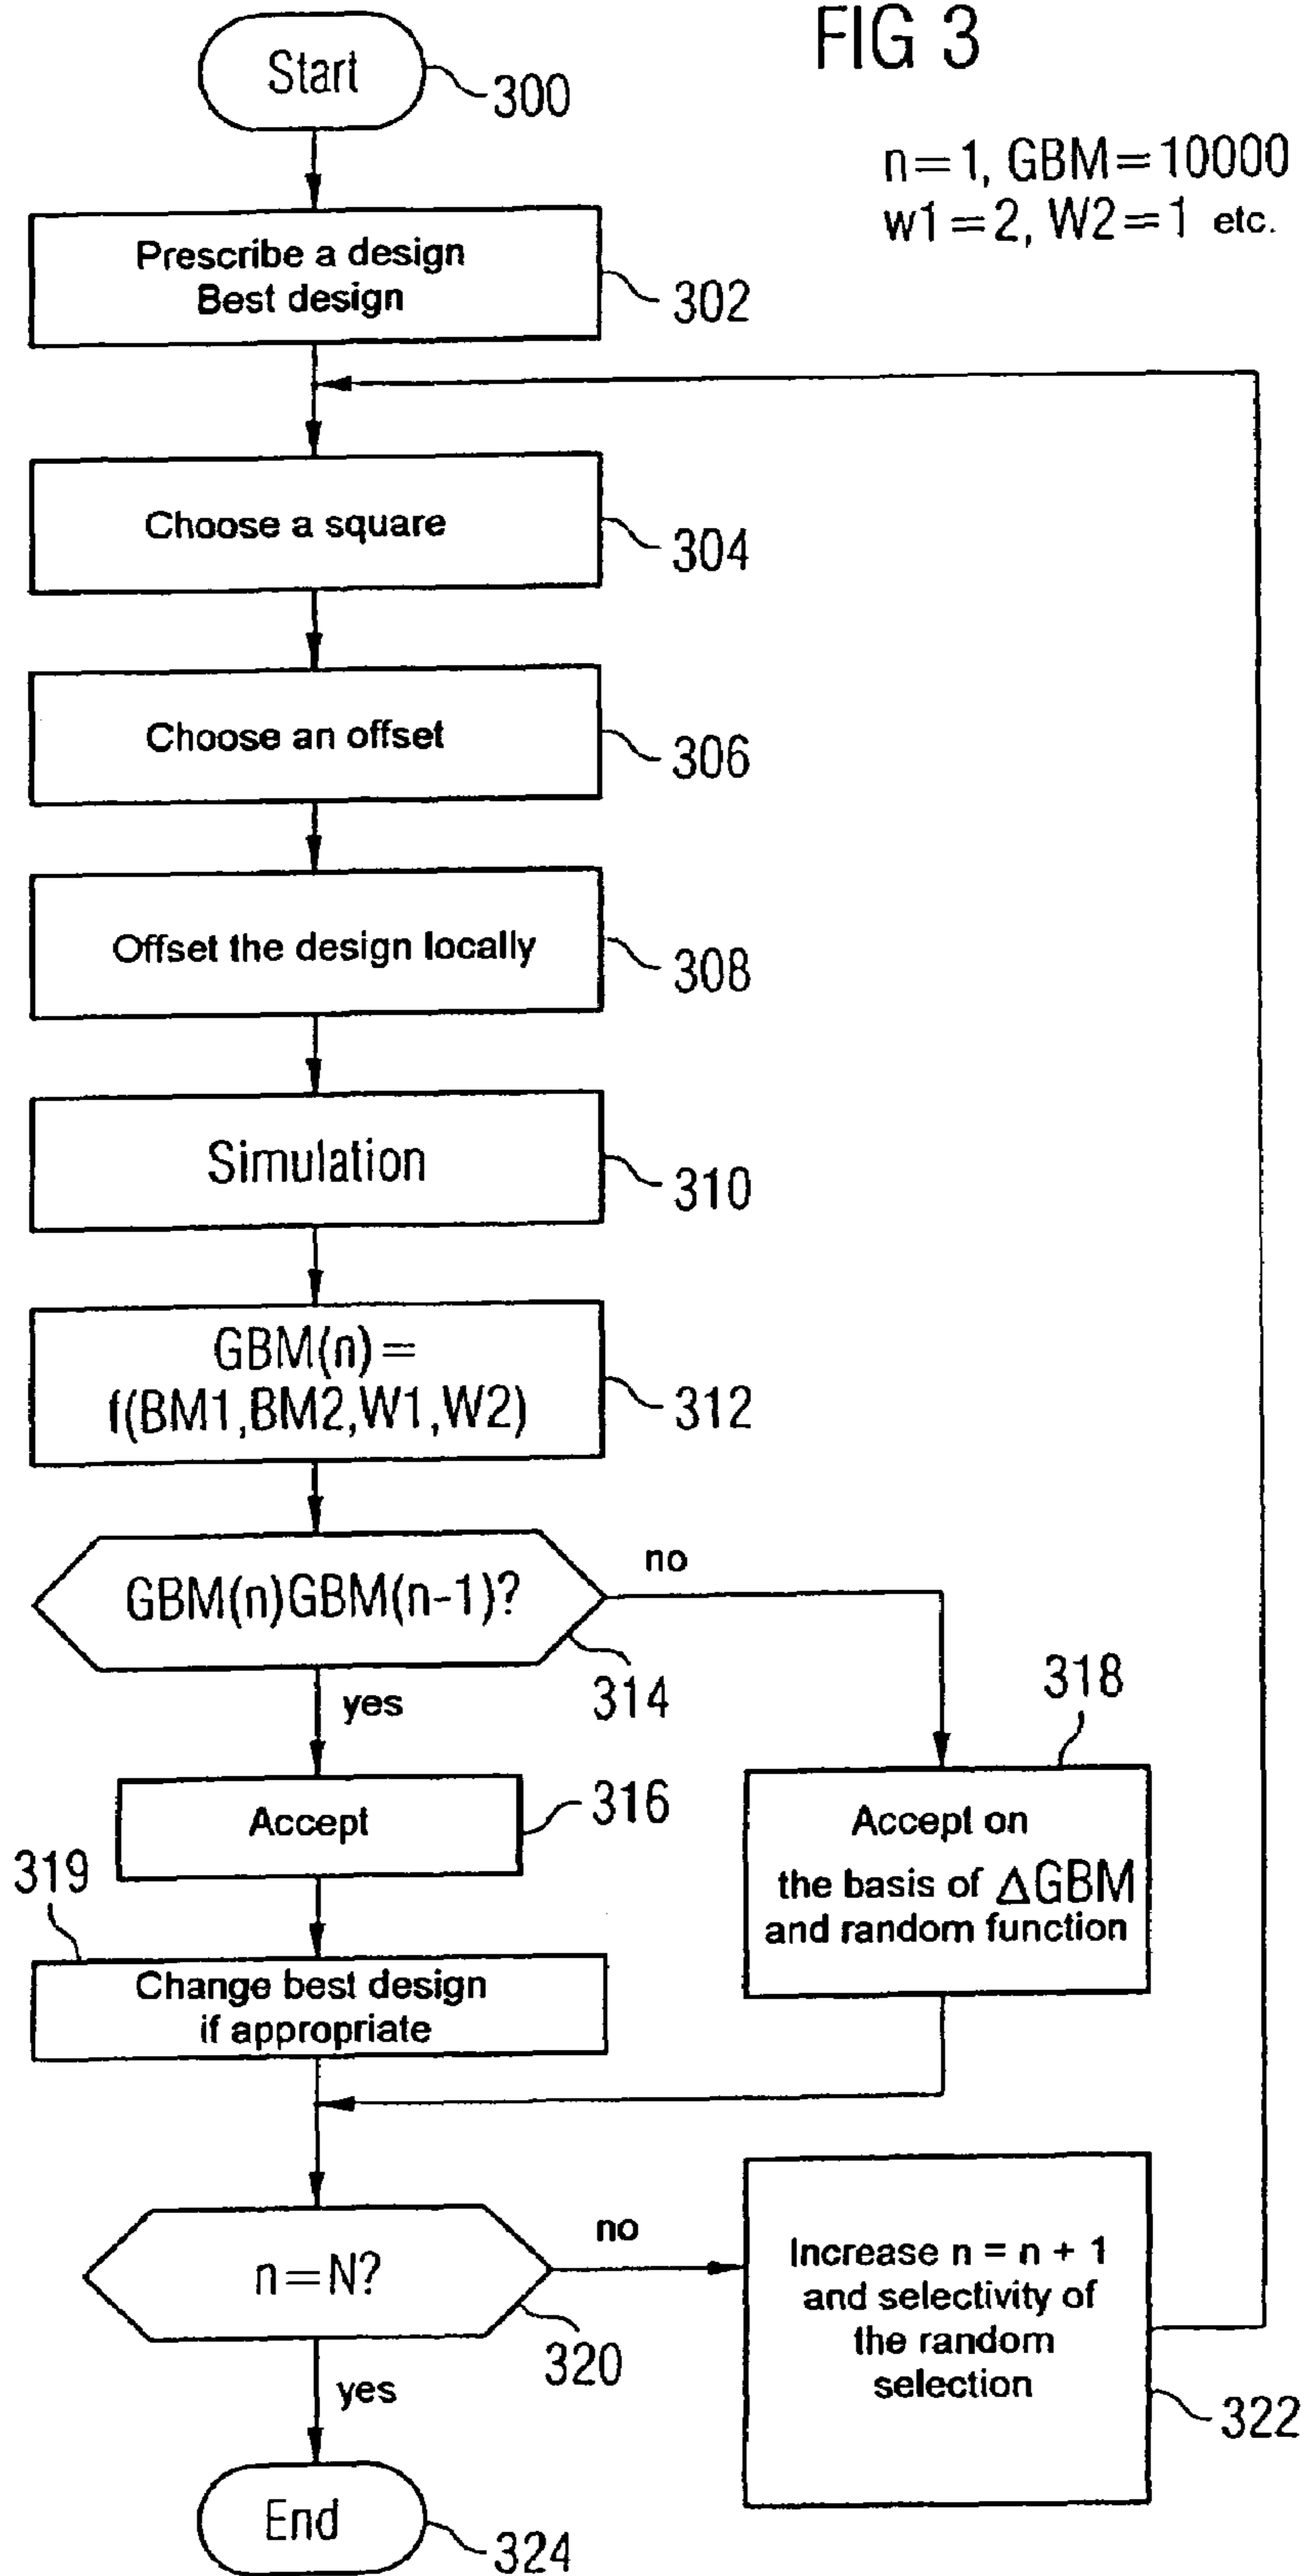 FIG 3
Start
300
n=1, GBM=10000
w1=2, W2=1 etc.
Prescribe a design
Best design
302
Choose a square
304
Choose an offset
306
Offset the design locally
308
Simulation
310
GBM(n)=
f(BM1,BM2,W1,W2)
312
GBM(n)GBM(n-1)?
no
314
yes
318
Accept
316
Accept on
the basis of ΔGBM
and random function
319
Change best design
if appropriate
n=N?
no
320
yes
Increase n = n + 1
and selectivity of
the random
selection
322
End
324